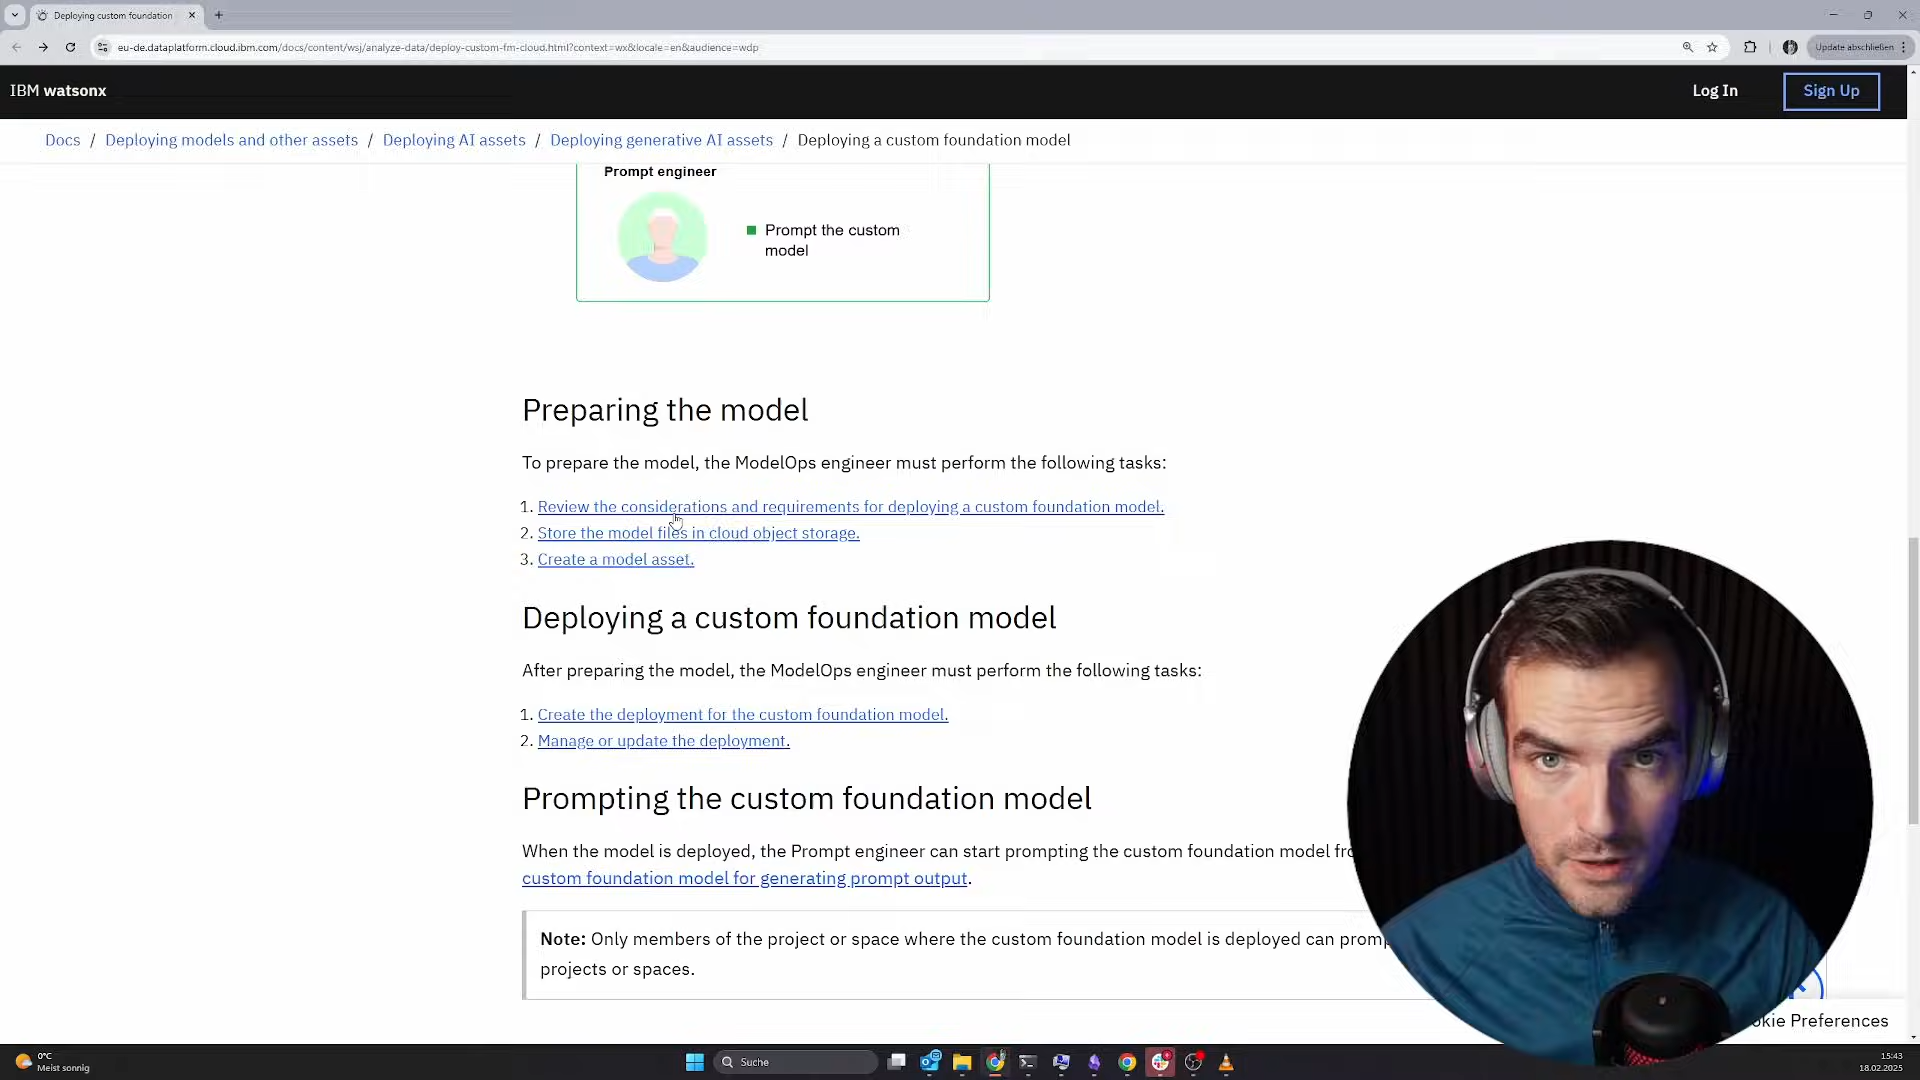 Deploying custom foundation
eu-de.dataplatform.cloud.ibm.com/docs/content/wsj/analyze-data/deploy-custom-fm-cloud.html?context=wx&locale=en&audience=wdp
Update abschließen
IBM watsonx
Log In
Sign Up
Docs / Deploying models and other assets / Deploying AI assets / Deploying generative AI assets / Deploying a custom foundation model
Prompt engineer
Prompt the custom
model
Preparing the model
To prepare the model, the ModelOps engineer must perform the following tasks:
1. Review the considerations and requirements for deploying a custom foundation model.
2. Store the model files in cloud object storage.
3. Create a model asset.
Deploying a custom foundation model
After preparing the model, the ModelOps engineer must perform the following tasks:
1. Create the deployment for the custom foundation model.
2. Manage or update the deployment.
Prompting the custom foundation model
When the model is deployed, the Prompt engineer can start prompting the custom foundation model
custom foundation model for generating prompt output.
Note: Only members of the project or space where the custom foundation model is deployed can
projects or spaces.
Preferences
0°C
Meist sonnig
Suche
15:43
18.02.2025